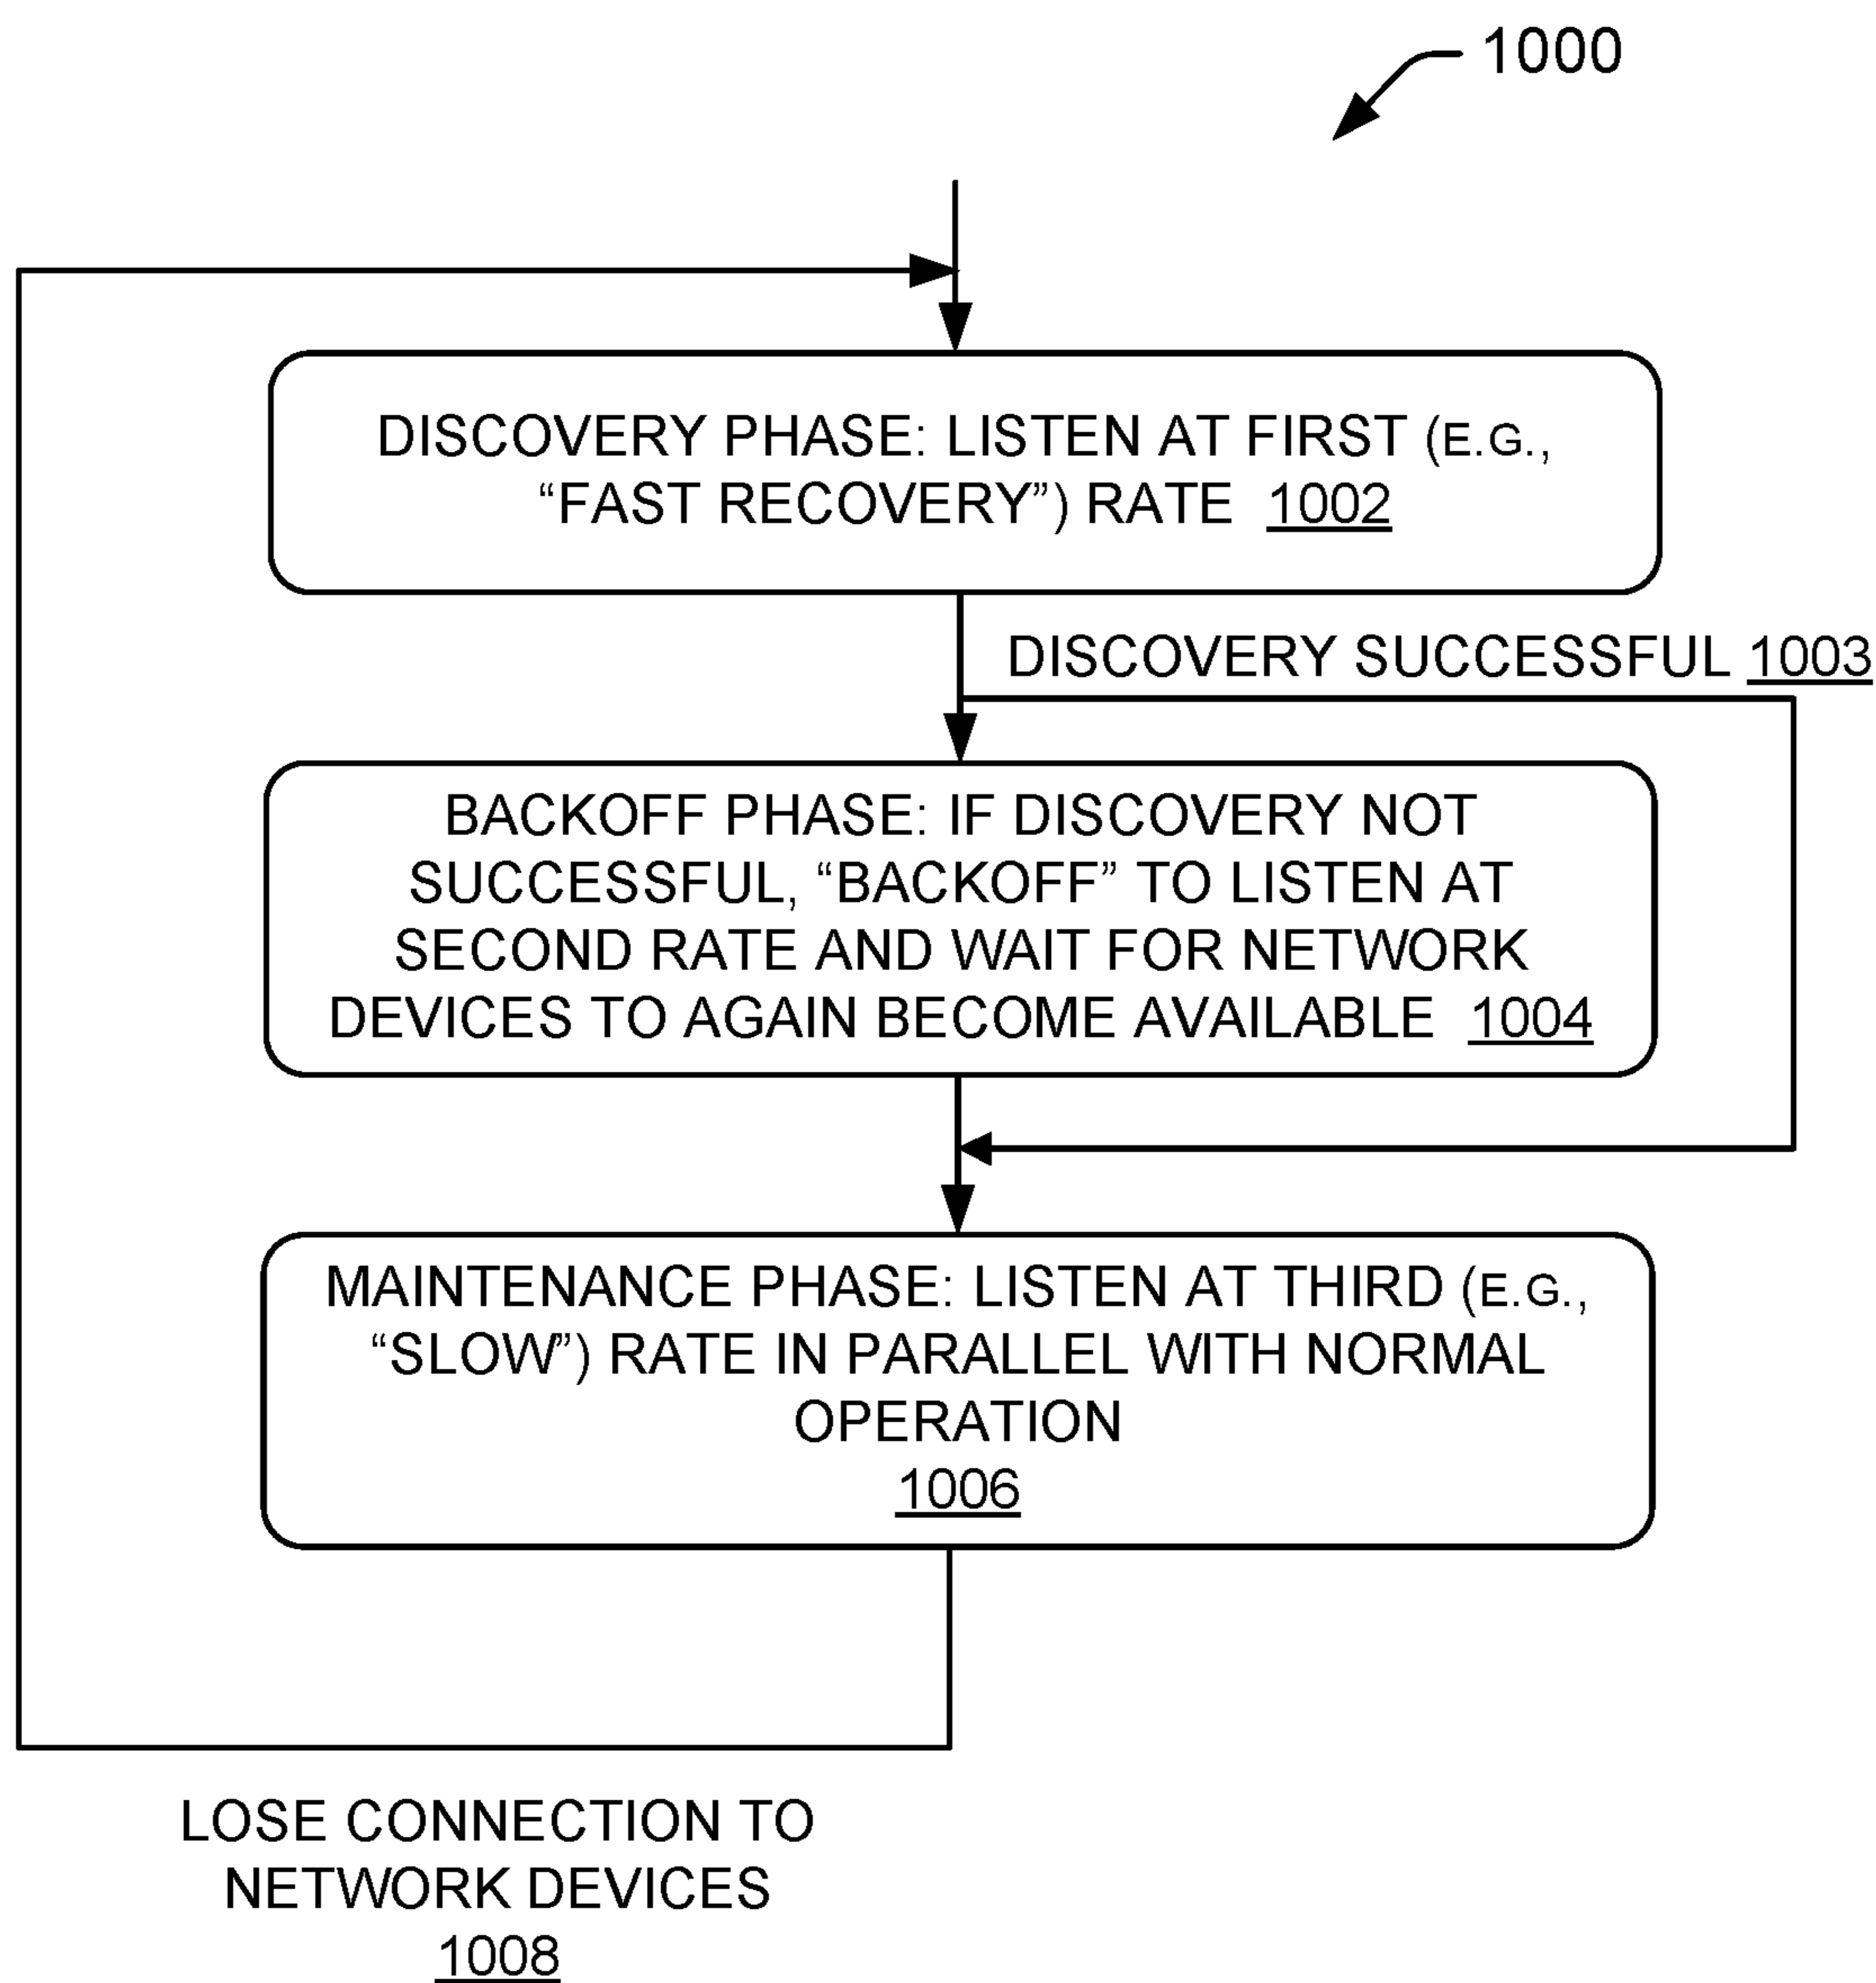 1000
DISCOVERY PHASE: LISTEN AT FIRST (E.G.,
“FAST RECOVERY”) RATE 1002
DISCOVERY SUCCESSFUL 1003
BACKOFF PHASE: IF DISCOVERY NOT
SUCCESSFUL, “BACKOFF” TO LISTEN AT
SECOND RATE AND WAIT FOR NETWORK
DEVICES TO AGAIN BECOME AVAILABLE 1004
MAINTENANCE PHASE: LISTEN AT THIRD (E.G.,
“SLOW”) RATE IN PARALLEL WITH NORMAL
OPERATION
1006
LOSE CONNECTION TO
NETWORK DEVICES
1008